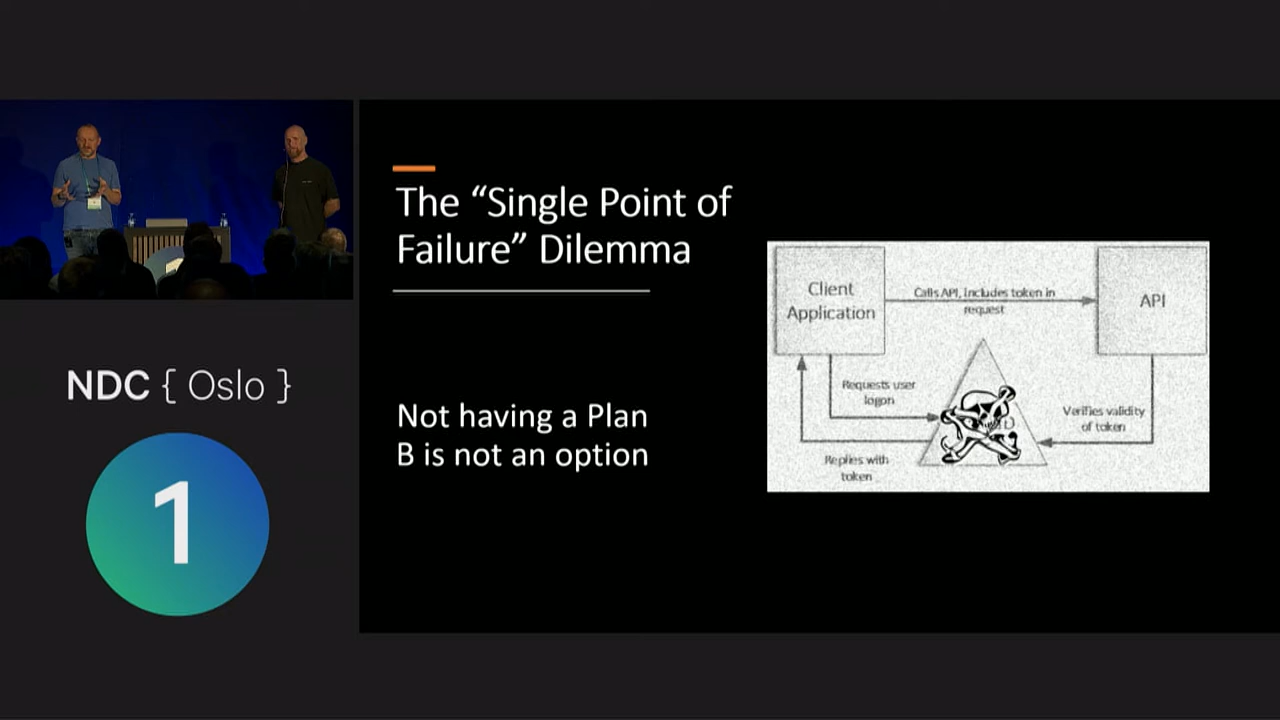 The “Single Point of
Failure” Dilemma
Not having a Plan
B is not an option
Client
Application
Calls API, Includes token in
request
API
Requests user
logon
Verifies validity
of token
Replies with
token
NDC { Oslo }
1